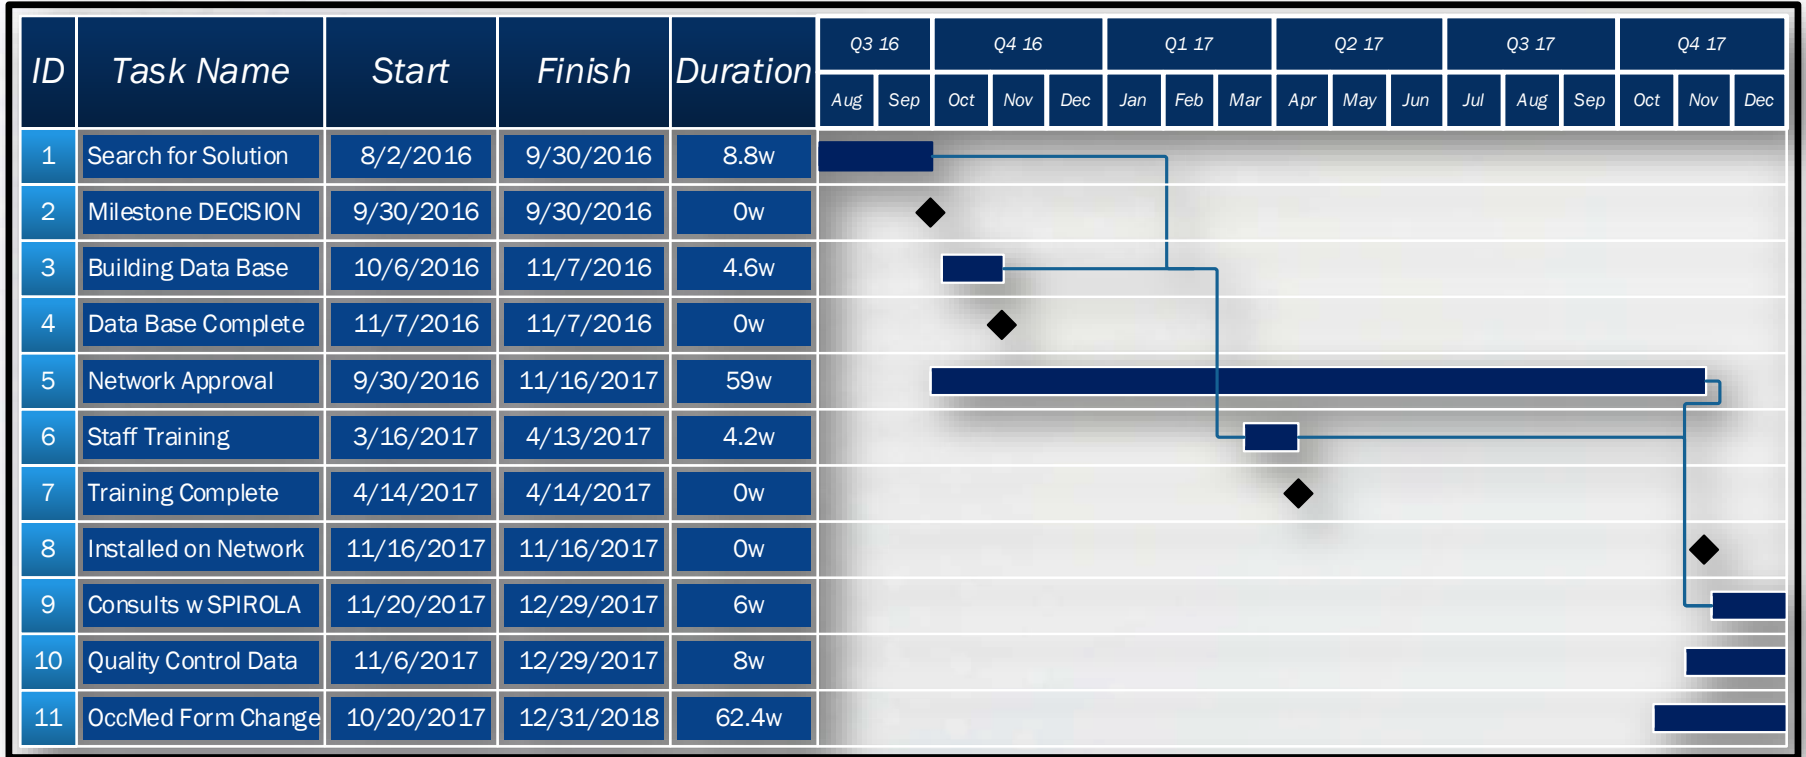 ID Task Name Start Finish Duration Q3 16 Q4 16 Q1 17 Q2 17 Q3 17 Q4 17
Aug Sep Oct Nov Dec Jan Feb Mar Apr May Jun Jul Aug Sep Oct Nov Dec
1 Search for Solution 8/2/2016 9/30/2016 8.8w
2 Milestone DECISION 9/30/2016 9/30/2016 0w
3 Building Data Base 10/6/2016 11/7/2016 4.6w
4 Data Base Complete 11/7/2016 11/7/2016 0w
5 Network Approval 9/30/2016 11/16/2017 59w
6 Staff Training 3/16/2017 4/13/2017 4.2w
7 Training Complete 4/14/2017 4/14/2017 0w
8 Installed on Network 11/16/2017 11/16/2017 0w
9 Consults w SPIROLA 11/20/2017 12/29/2017 6w
10 Quality Control Data 11/6/2017 12/29/2017 8w
11 OccMed Form Change 10/20/2017 12/31/2018 62.4w